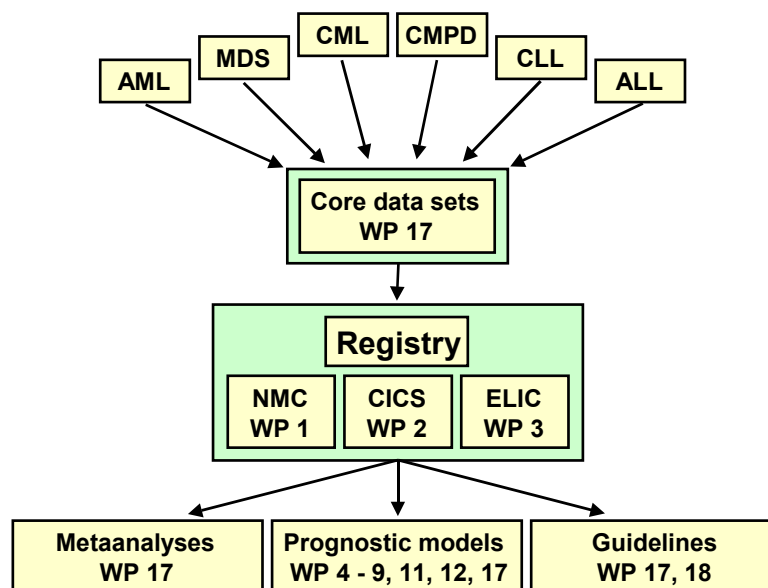 AML
MDS
CML
CMPD
CLL
ALL
Core data sets
WP 17
Registry
NMC
WP 1
CICS
WP 2
ELIC
WP 3
Metaanalyses
WP 17
Prognostic models
WP 4 - 9, 11, 12, 17
Guidelines
WP 17, 18